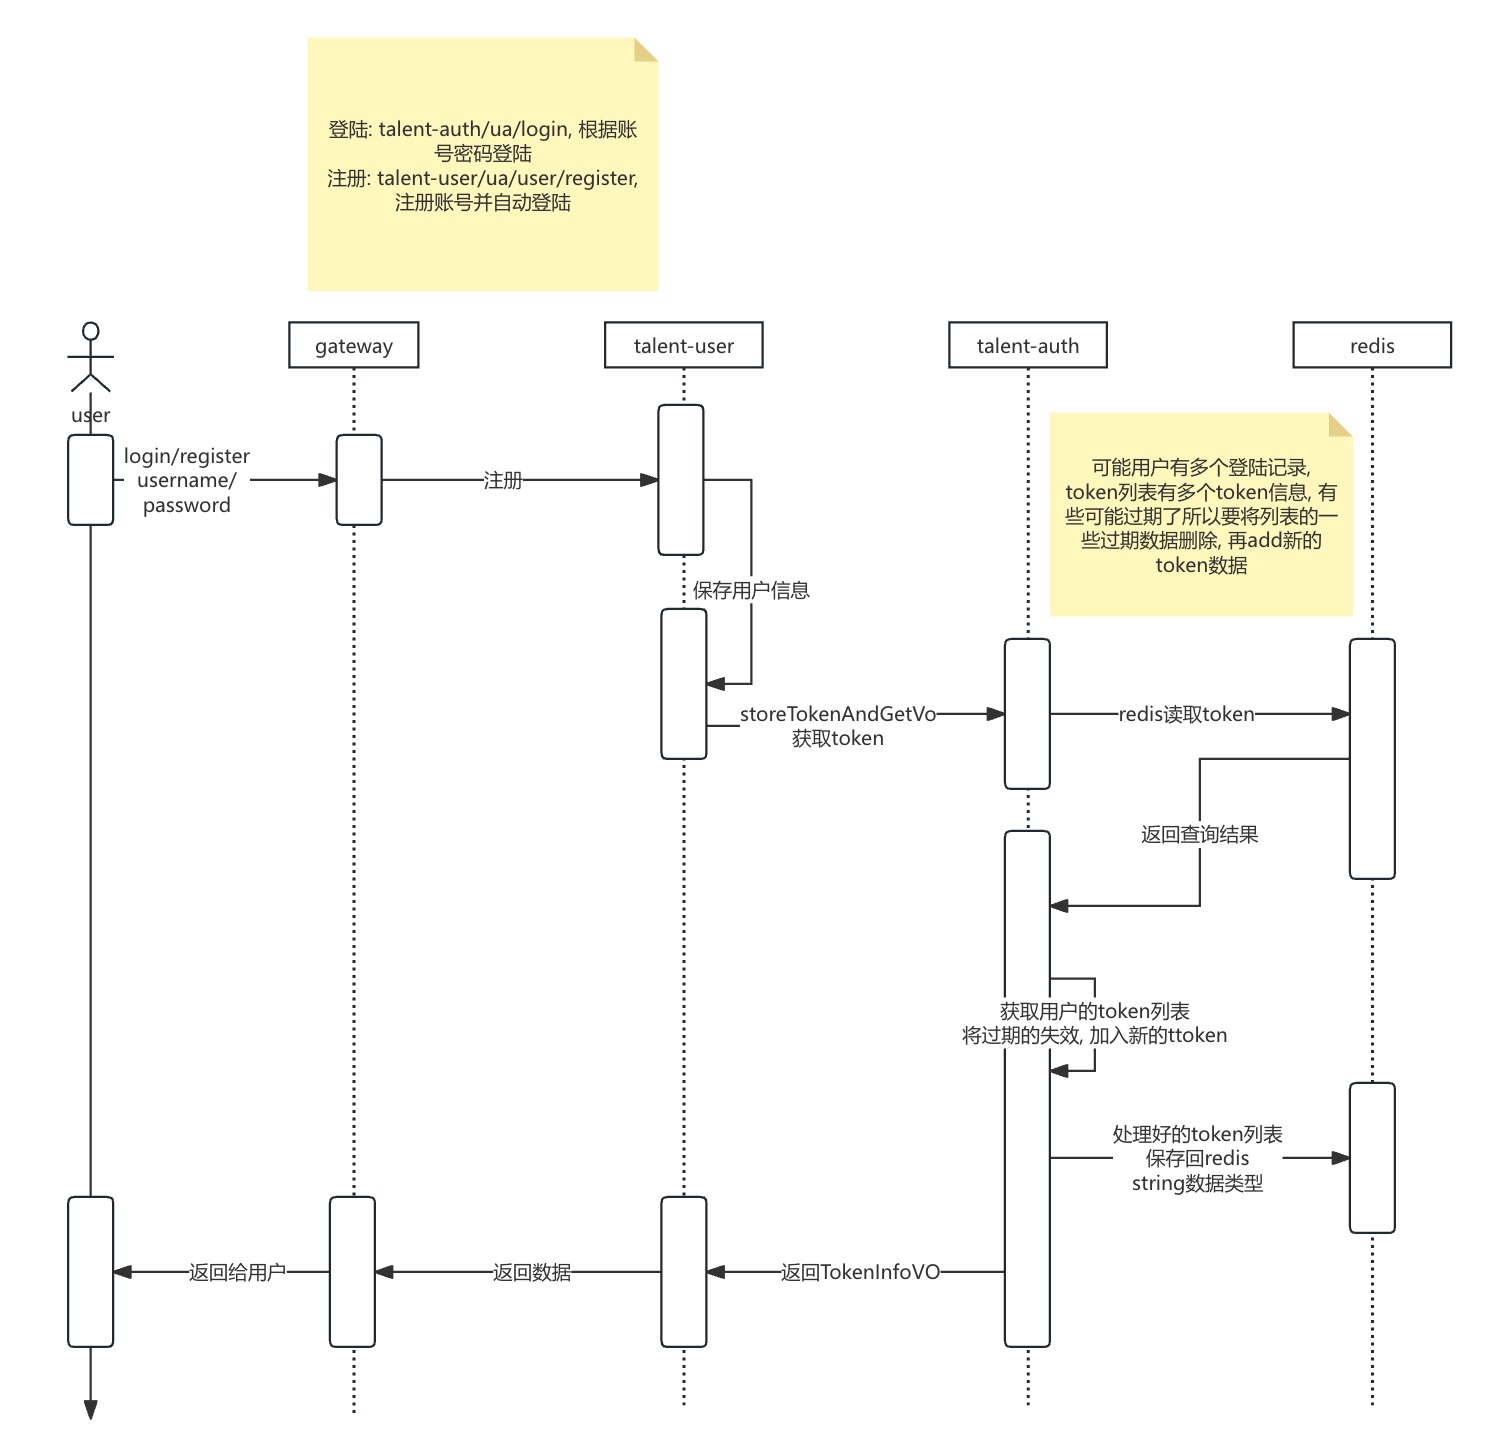 登陆: talent-auth/ua/login, 根据账
号密码登陆
注册: talent-user/ua/user/register,
注册账号并自动登陆
user
gateway
talent-user
talent-auth
redis
login/register
username/
password
注册
保存用户信息
可能用户有多个登陆记录,
token列表有多个token信息, 有
些可能过期了所以要将列表的一
些过期数据删除, 再add新的
token数据
storeTokenAndGetVo
获取token
redis读取token
返回查询结果
获取用户的token列表
将过期的失效, 加入新的ttoken
处理好的token列表
保存回redis
string数据类型
返回TokenInfoVO
返回数据
返回给用户